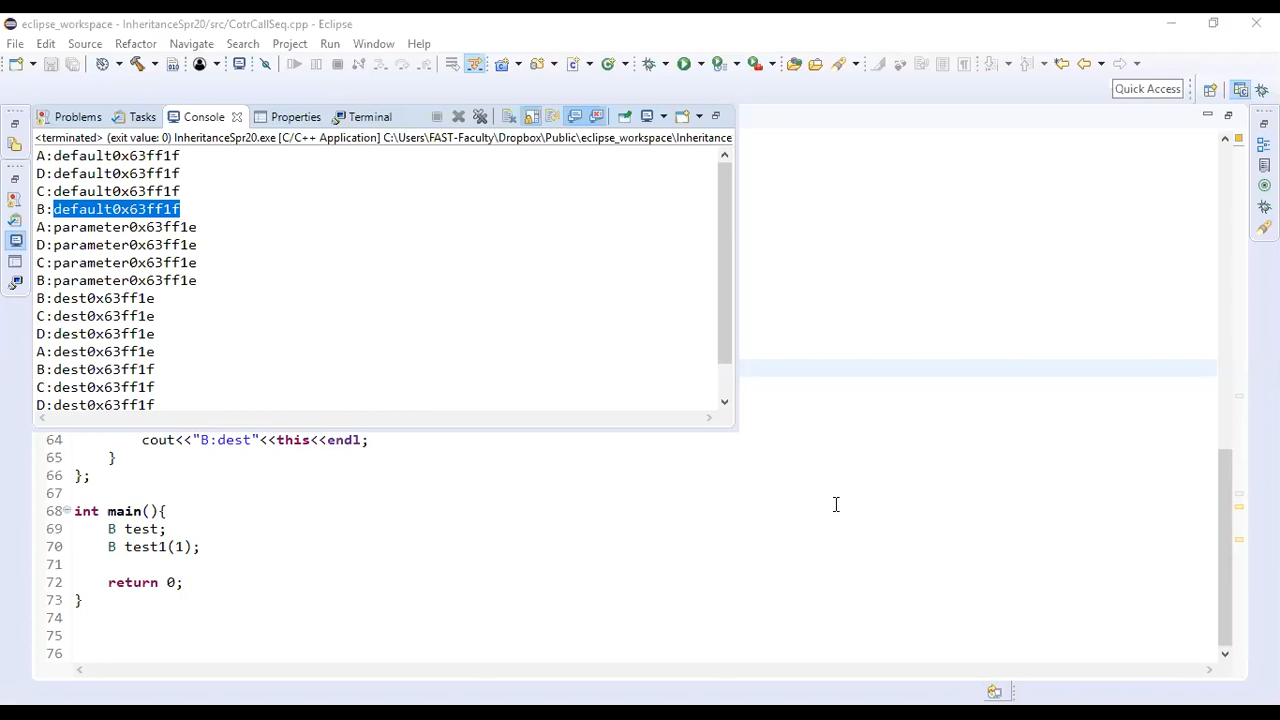 eclipse_workspace - InheritanceSpr20/src/CotrCallSeq.cpp - Eclipse
File Edit Source Refactor Navigate Search Project Run Window Help
Quick Access
Problems Tasks Console Properties Terminal
<terminated> (exit value: 0) InheritanceSpr20.exe [C/C++ Application] C:\Users\FAST-Faculty\Dropbox\Public\eclipse_workspace\Inheritance
A:default0x63ff1f
D:default0x63ff1f
C:default0x63ff1f
B:default0x63ff1f
A:parameter0x63ff1e
D:parameter0x63ff1e
C:parameter0x63ff1e
B:parameter0x63ff1e
B:dest0x63ff1e
C:dest0x63ff1e
D:dest0x63ff1e
A:dest0x63ff1e
B:dest0x63ff1f
C:dest0x63ff1f
D:dest0x63ff1f
64 cout<<"B:dest"<<this<<endl;
65 }
66 };
67
68 int main(){
69 B test;
70 B test1(1);
71
72 return 0;
73 }
74
75
76